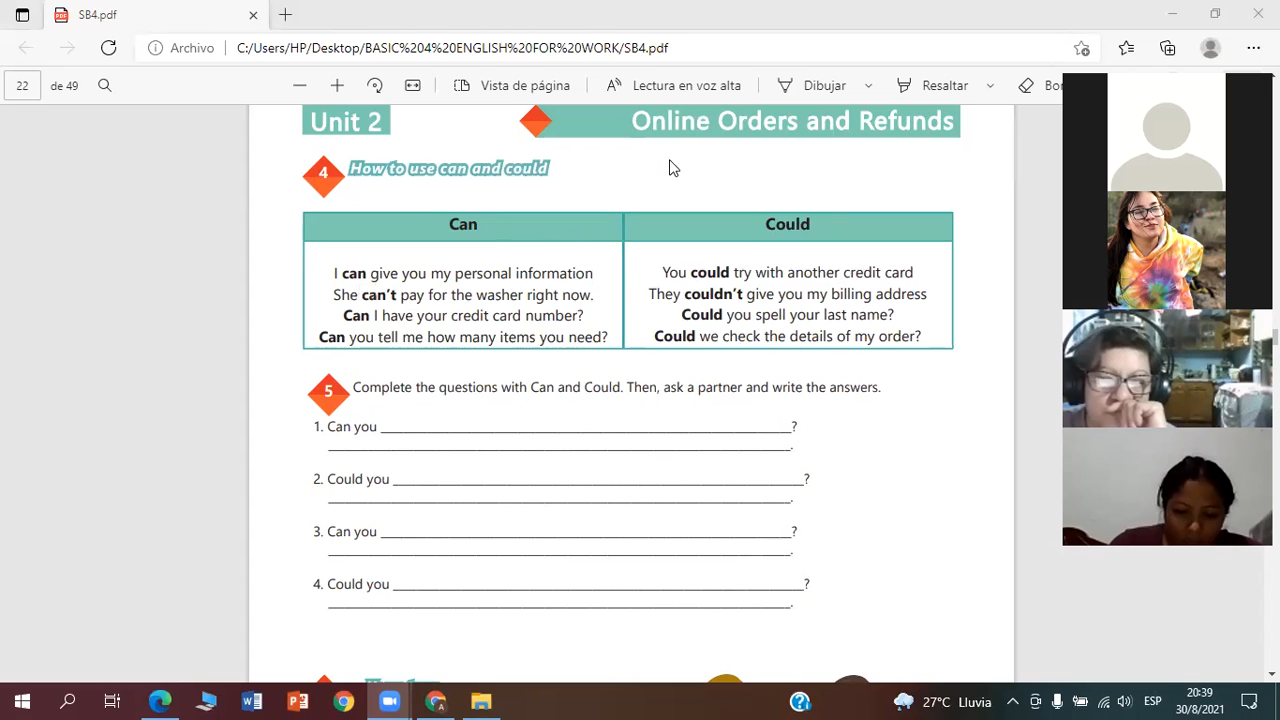 SB4.pdf
Archivo C:/Users/HP/Desktop/BASIC%204%20ENGLISH%20FOR%20WORK/SB4.pdf
22 de 49 Vista de página Lectura en voz alta Dibujar Resaltar
Unit 2 Online Orders and Refunds
4 How to use can and could
Can Could
I can give you my personal information
She can't pay for the washer right now.
Can I have your credit card number?
Can you tell me how many items you need?
You could try with another credit card
They couldn't give you my billing address
Could you spell your last name?
Could we check the details of my order?
5 Complete the questions with Can and Could. Then, ask a partner and write the answers.
1. Can you ?
.
2. Could you ?
.
3. Can you ?
.
4. Could you ?
.
27°C Lluvia ESP 20:39
30/8/2021